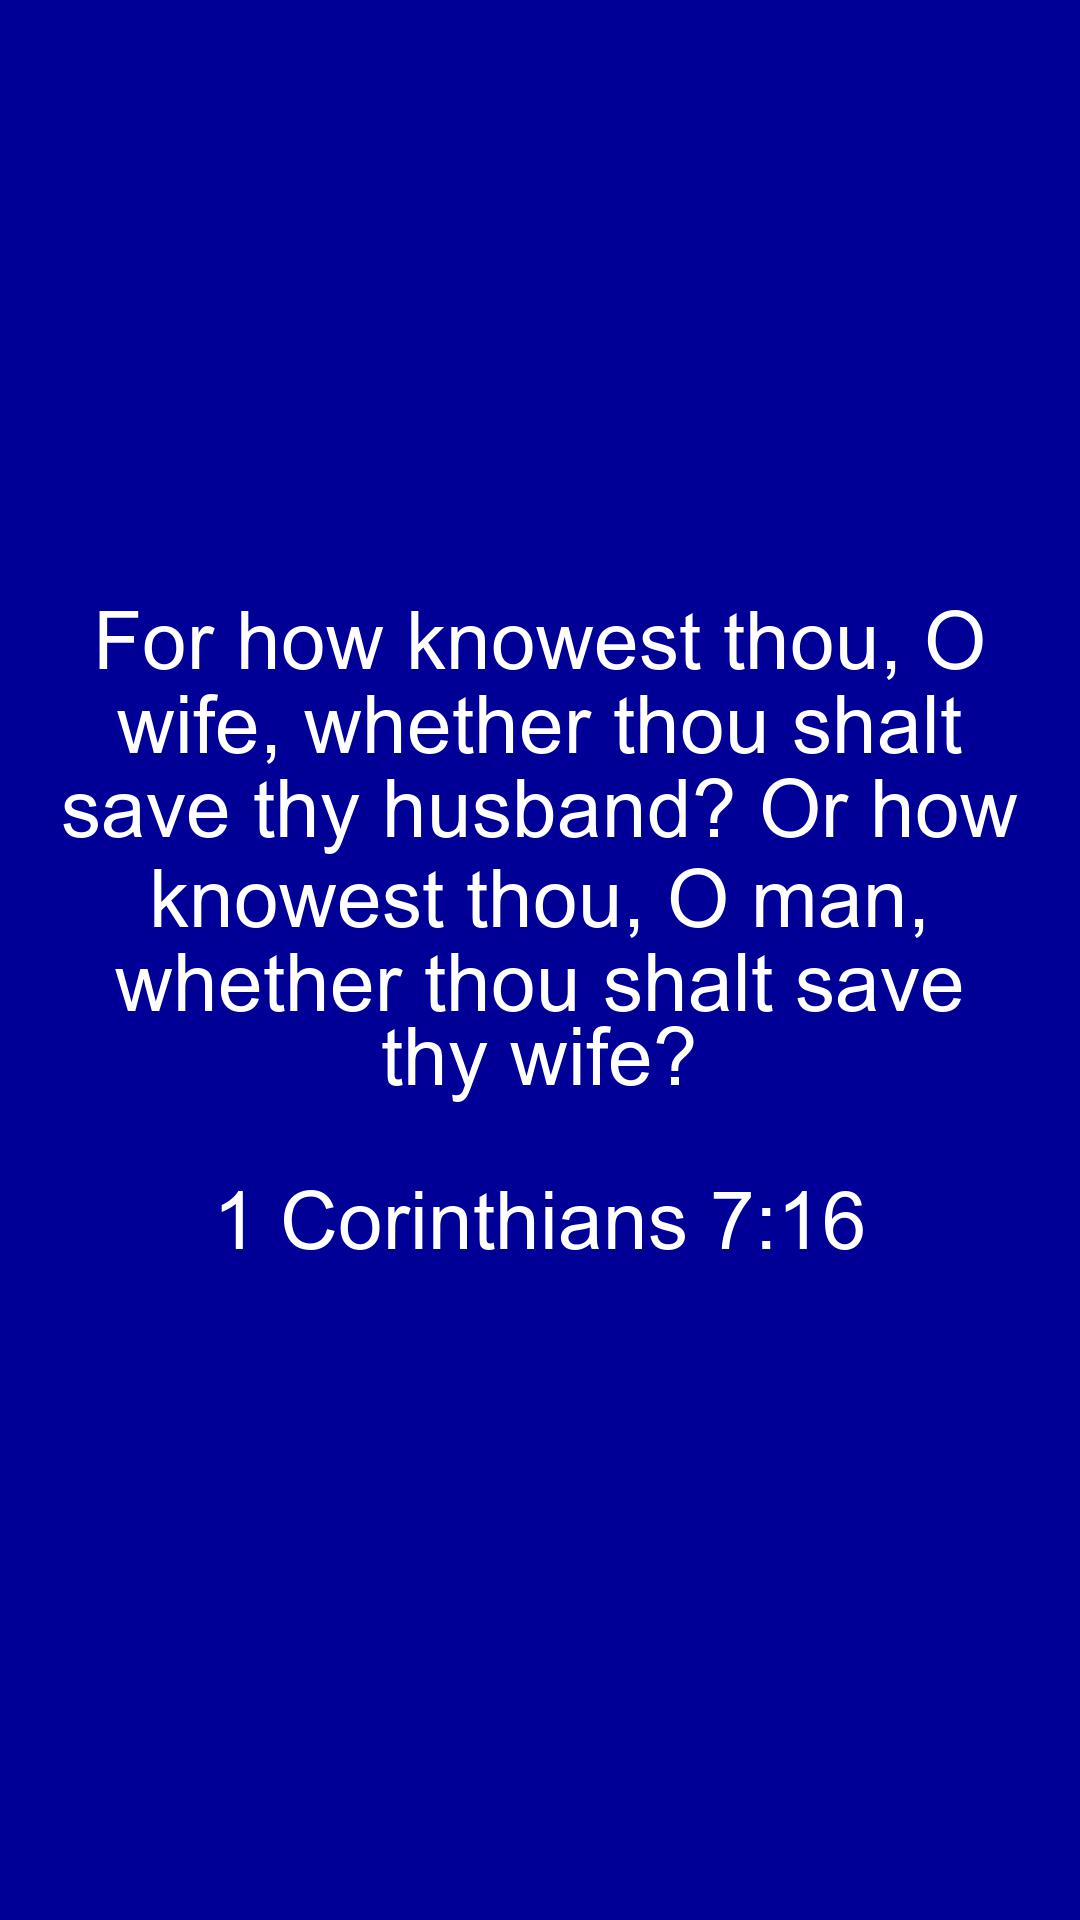 For how knowest thou, O
wife, whether thou shalt
save thy husband? Or how
knowest thou, O man,
whether thou shalt save
thy wife?
1 Corinthians 7:16